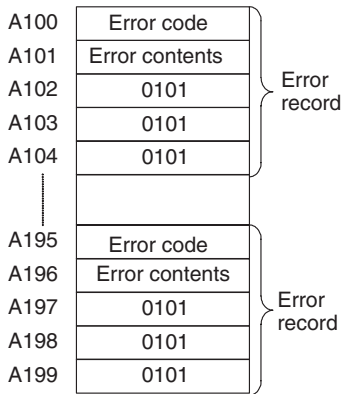 A100 Error code
A101 Error contents
A102 0101
A103 0101
A104 0101
Error
record
A195 Error code
A196 Error contents
A197 0101
A198 0101
A199 0101
Error
record